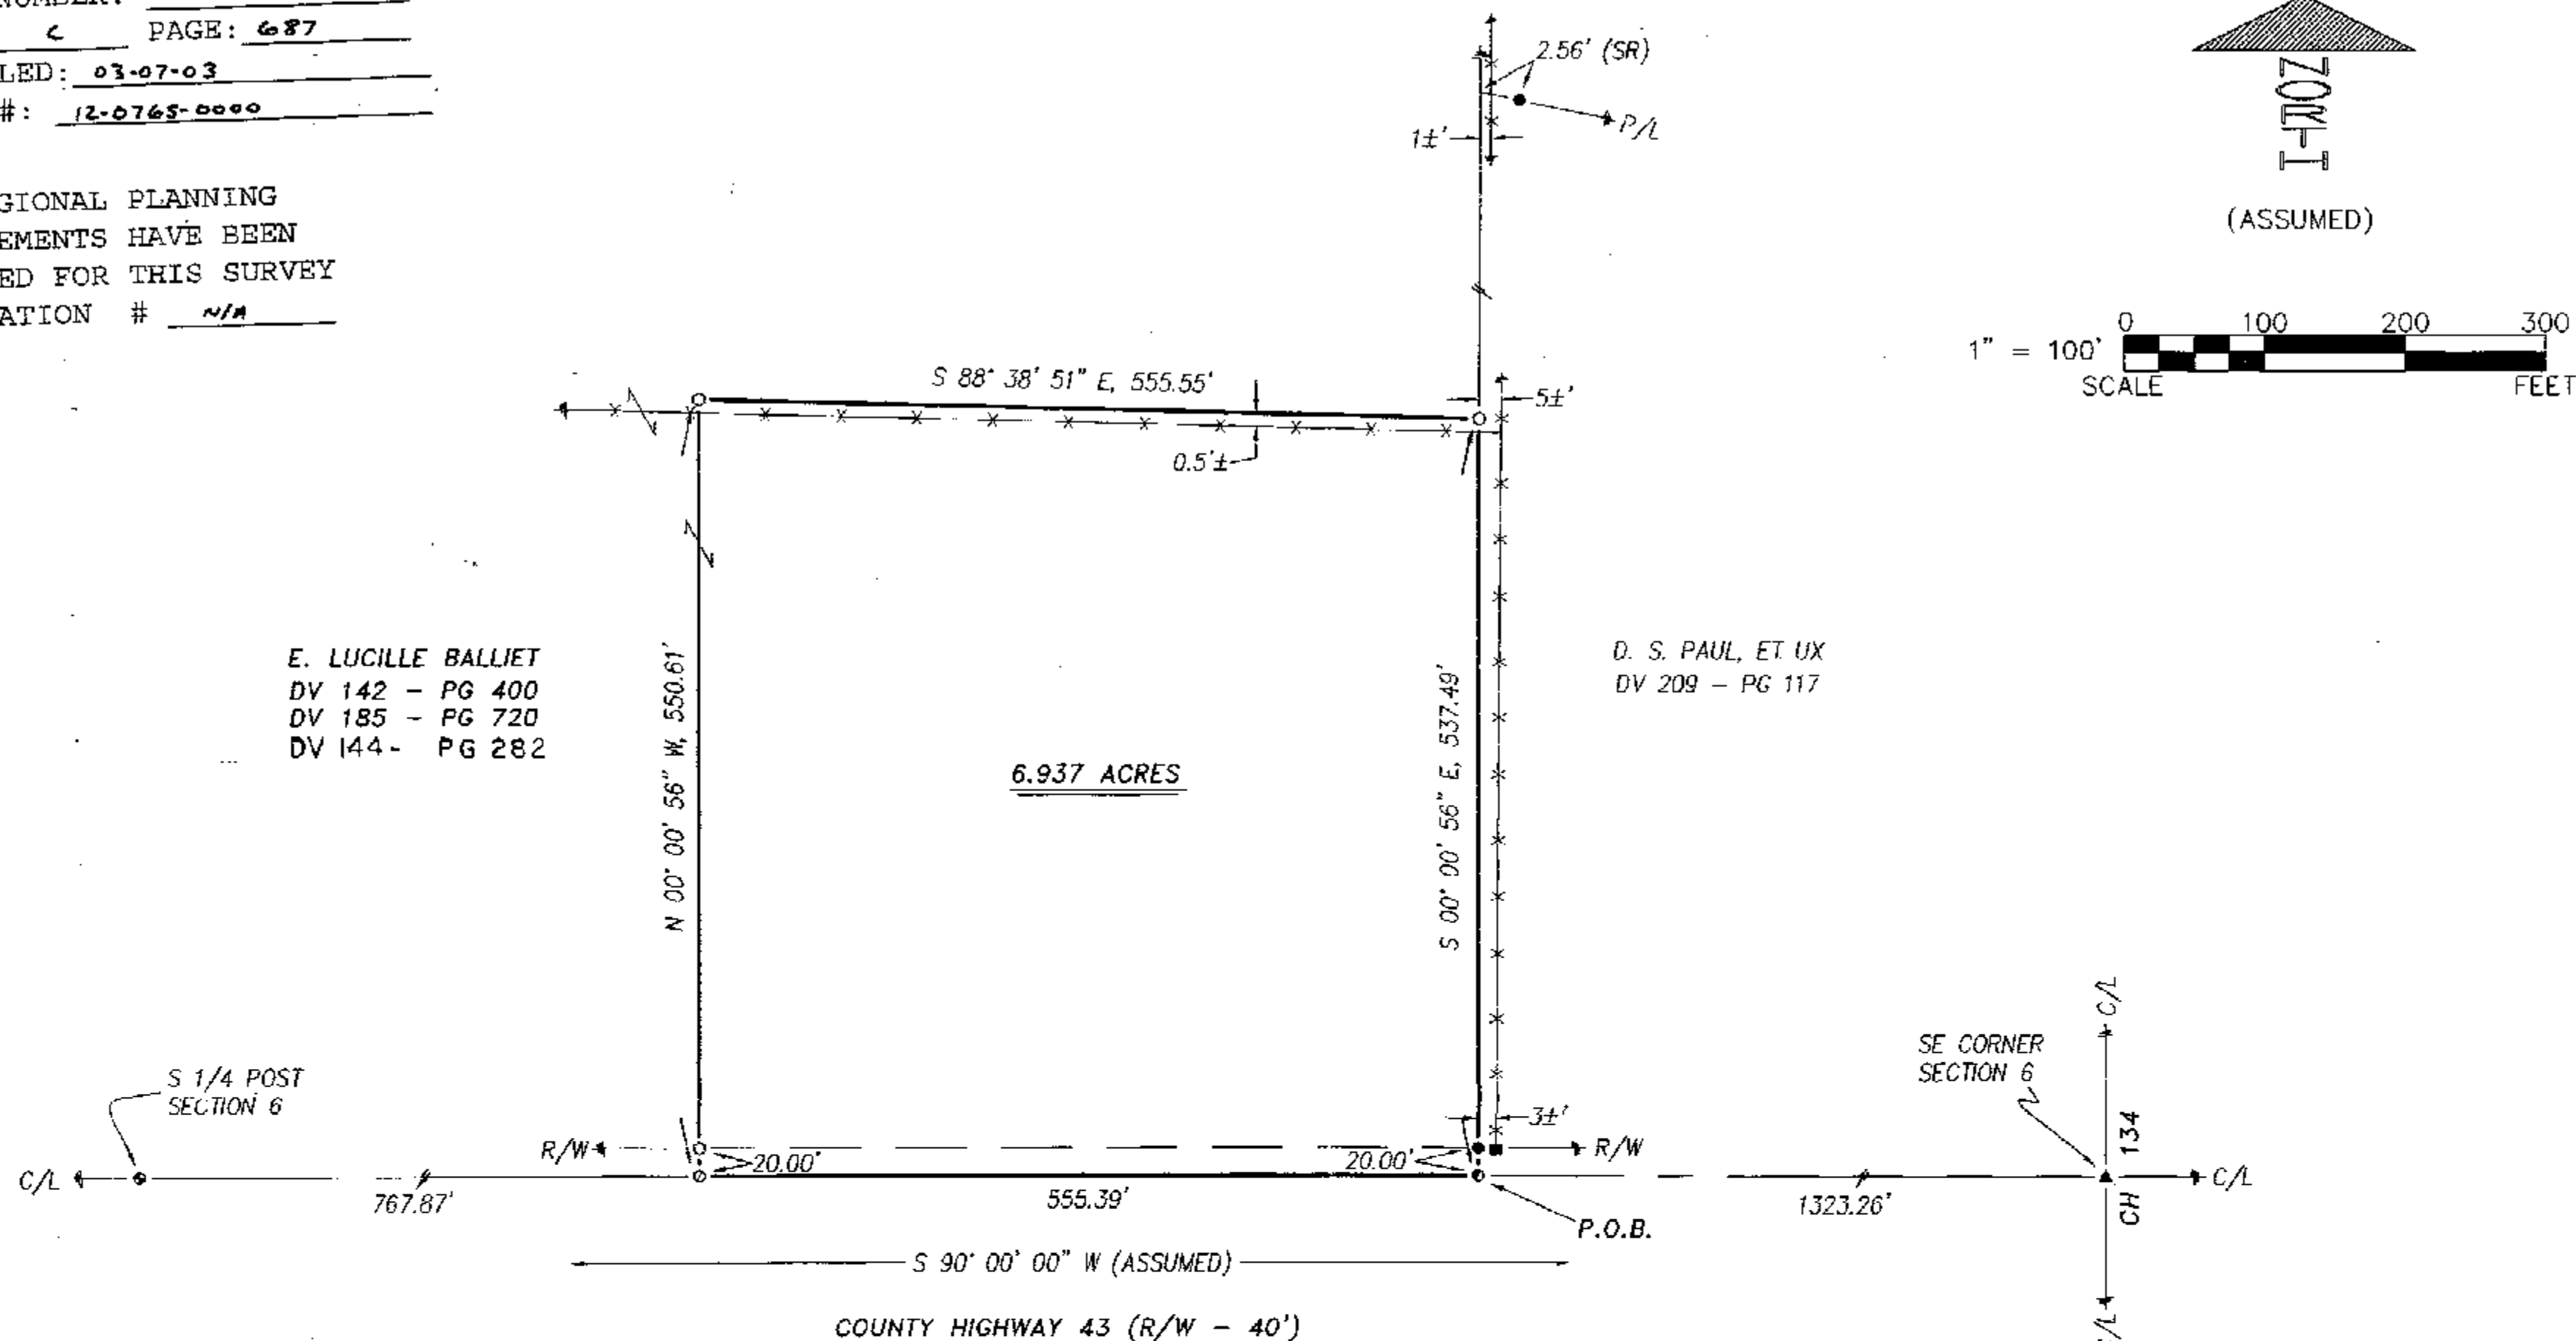 NUMBER:
C PAGE: 687
LED: 03-07-03
#: 12-0765-0000
GIONAL PLANNING
EMENTS HAVE BEEN
ED FOR THIS SURVEY
ATION # N/A
2.56' (SR)
P/L
1±'
NORTH
(ASSUMED)
0 100 200 300
1" = 100'
SCALE FEET
S 88° 38' 51" E, 555.55'
5±'
0.5'±
E. LUCILLE BALLIET
DV 142 - PG 400
DV 185 - PG 720
DV 144- PG 282
N 00° 00' 56" W, 550.61'
6.937 ACRES
S 00° 00' 56" E, 537.49'
D. S. PAUL, ET UX
DV 209 - PG 117
S 1/4 POST
SECTION 6
SE CORNER
SECTION 6
C/L
CH 134
3±'
R/W
20.00'
20.00'
R/W
C/L
767.87'
555.39'
P.O.B.
1323.26'
C/L
S 90° 00' 00" W (ASSUMED)
COUNTY HIGHWAY 43 (R/W - 40')
C/L